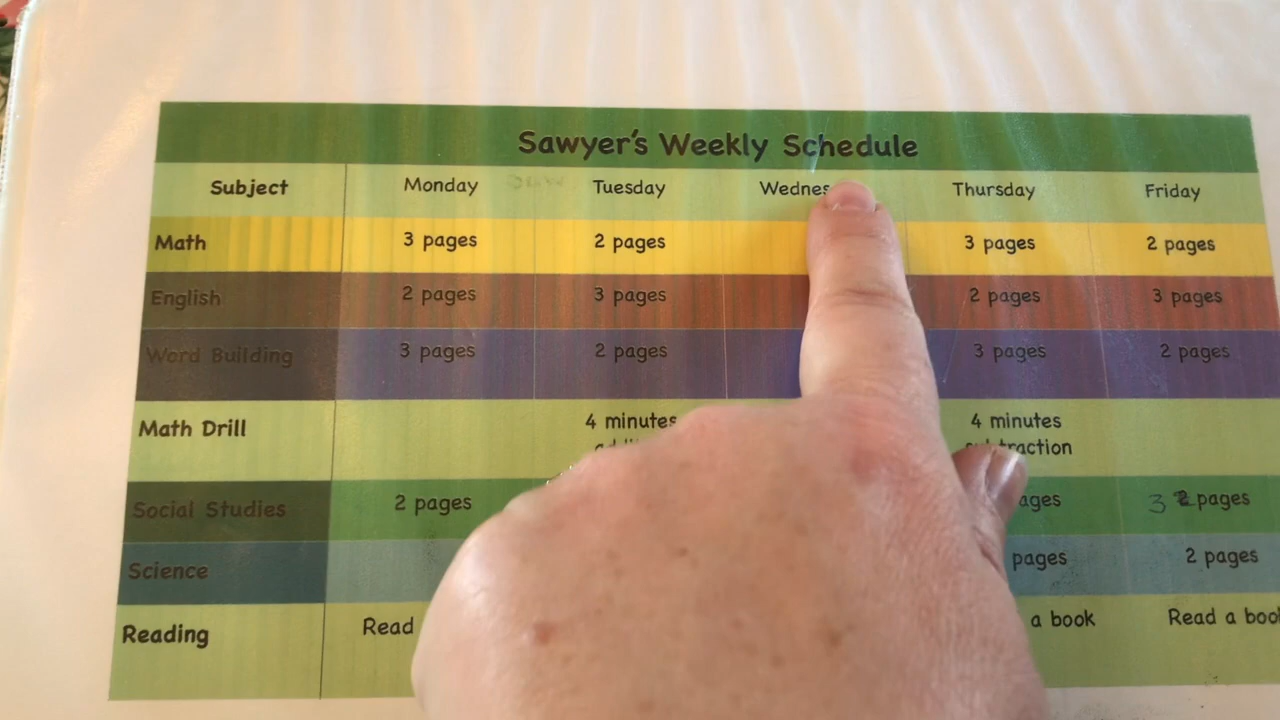 Sawyer's Weekly Schedule
Subject Monday Tuesday Wednes Thursday Friday
Math 3 pages 2 pages 3 pages 2 pages
English 2 pages 3 pages 2 pages 3 pages
Word Building 3 pages 2 pages 3 pages 2 pages
Math Drill 4 minutes 4 minutes
traction
Social Studies 2 pages ages 3 pages
Science pages 2 pages
Reading Read a book Read a boo